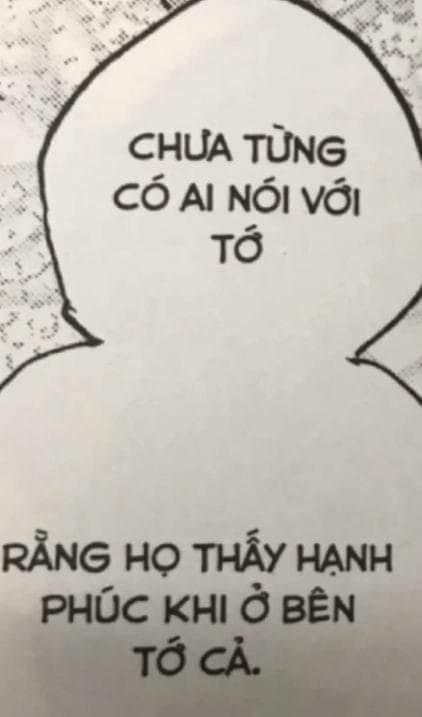 CHƯA TỪNG
CÓ AI NÓI VỚI
TỚ
RẰNG HỌ THẤY HẠNH
PHÚC KHI Ở BÊN
TỚ CẢ.